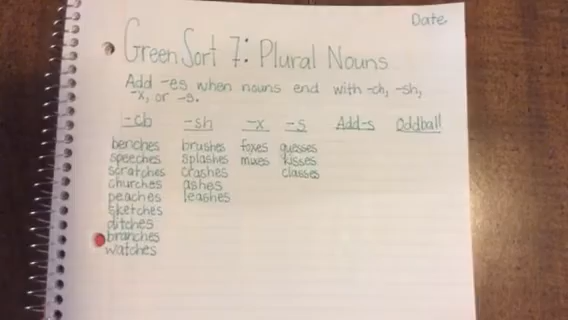 Date
Green Sort 7: Plural Nouns
Add -es when nouns end with -ch, -sh,
-x, or -s.
-ch -sh -x -s Add-s Oddball
benches brushes foxes guesses
speeches splashes mixes kisses
scratches crashes classes
churches ashes
peaches leashes
sketches
ditches
branches
watches